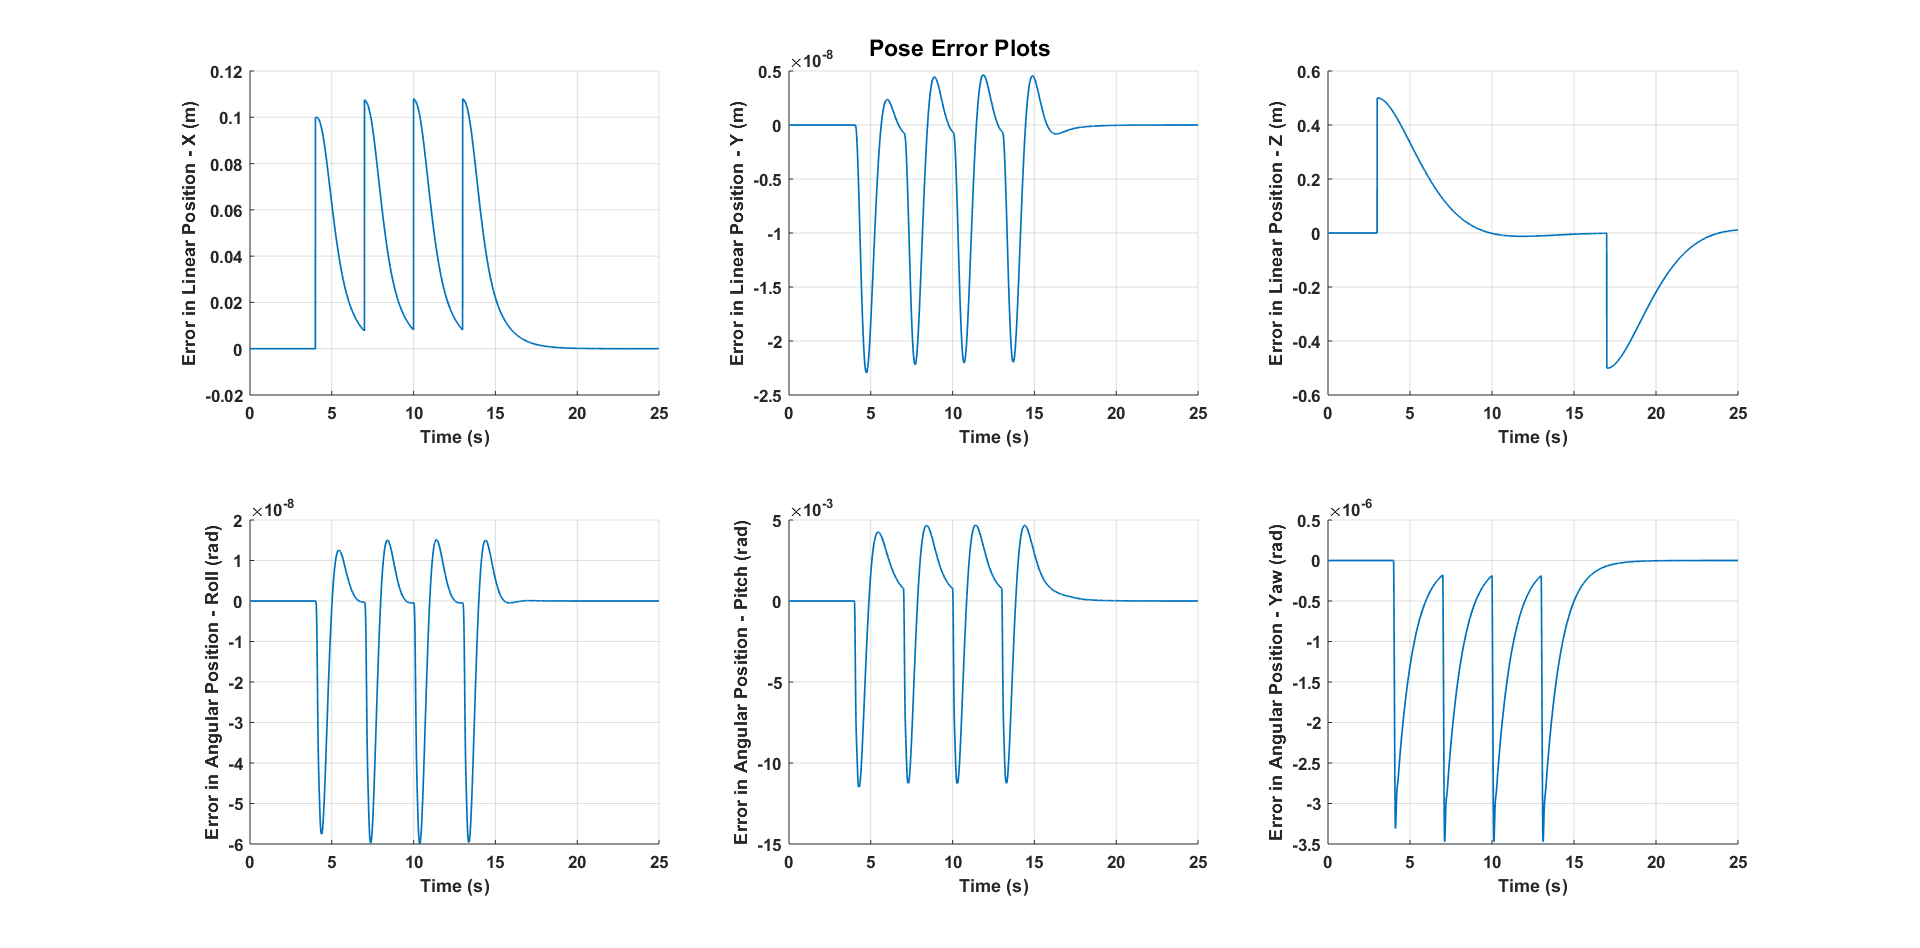 Pose Error Plots
Error in Linear Position - X (m)
0.12
0.1
0.08
0.06
0.04
0.02
0
-0.02
0 5 10 15 20 25
Time (s)
×10-8
Error in Linear Position - Y (m)
0.5
0
-0.5
-1
-1.5
-2
-2.5
0 5 10 15 20 25
Time (s)
Error in Linear Position - Z (m)
0.6
0.4
0.2
0
-0.2
-0.4
-0.6
0 5 10 15 20 25
Time (s)
×10-8
Error in Angular Position - Roll (rad)
2
1
0
-1
-2
-3
-4
-5
-6
0 5 10 15 20 25
Time (s)
×10-3
Error in Angular Position - Pitch (rad)
5
0
-5
-10
-15
0 5 10 15 20 25
Time (s)
×10-6
Error in Angular Position - Yaw (rad)
0.5
0
-0.5
-1
-1.5
-2
-2.5
-3
-3.5
0 5 10 15 20 25
Time (s)